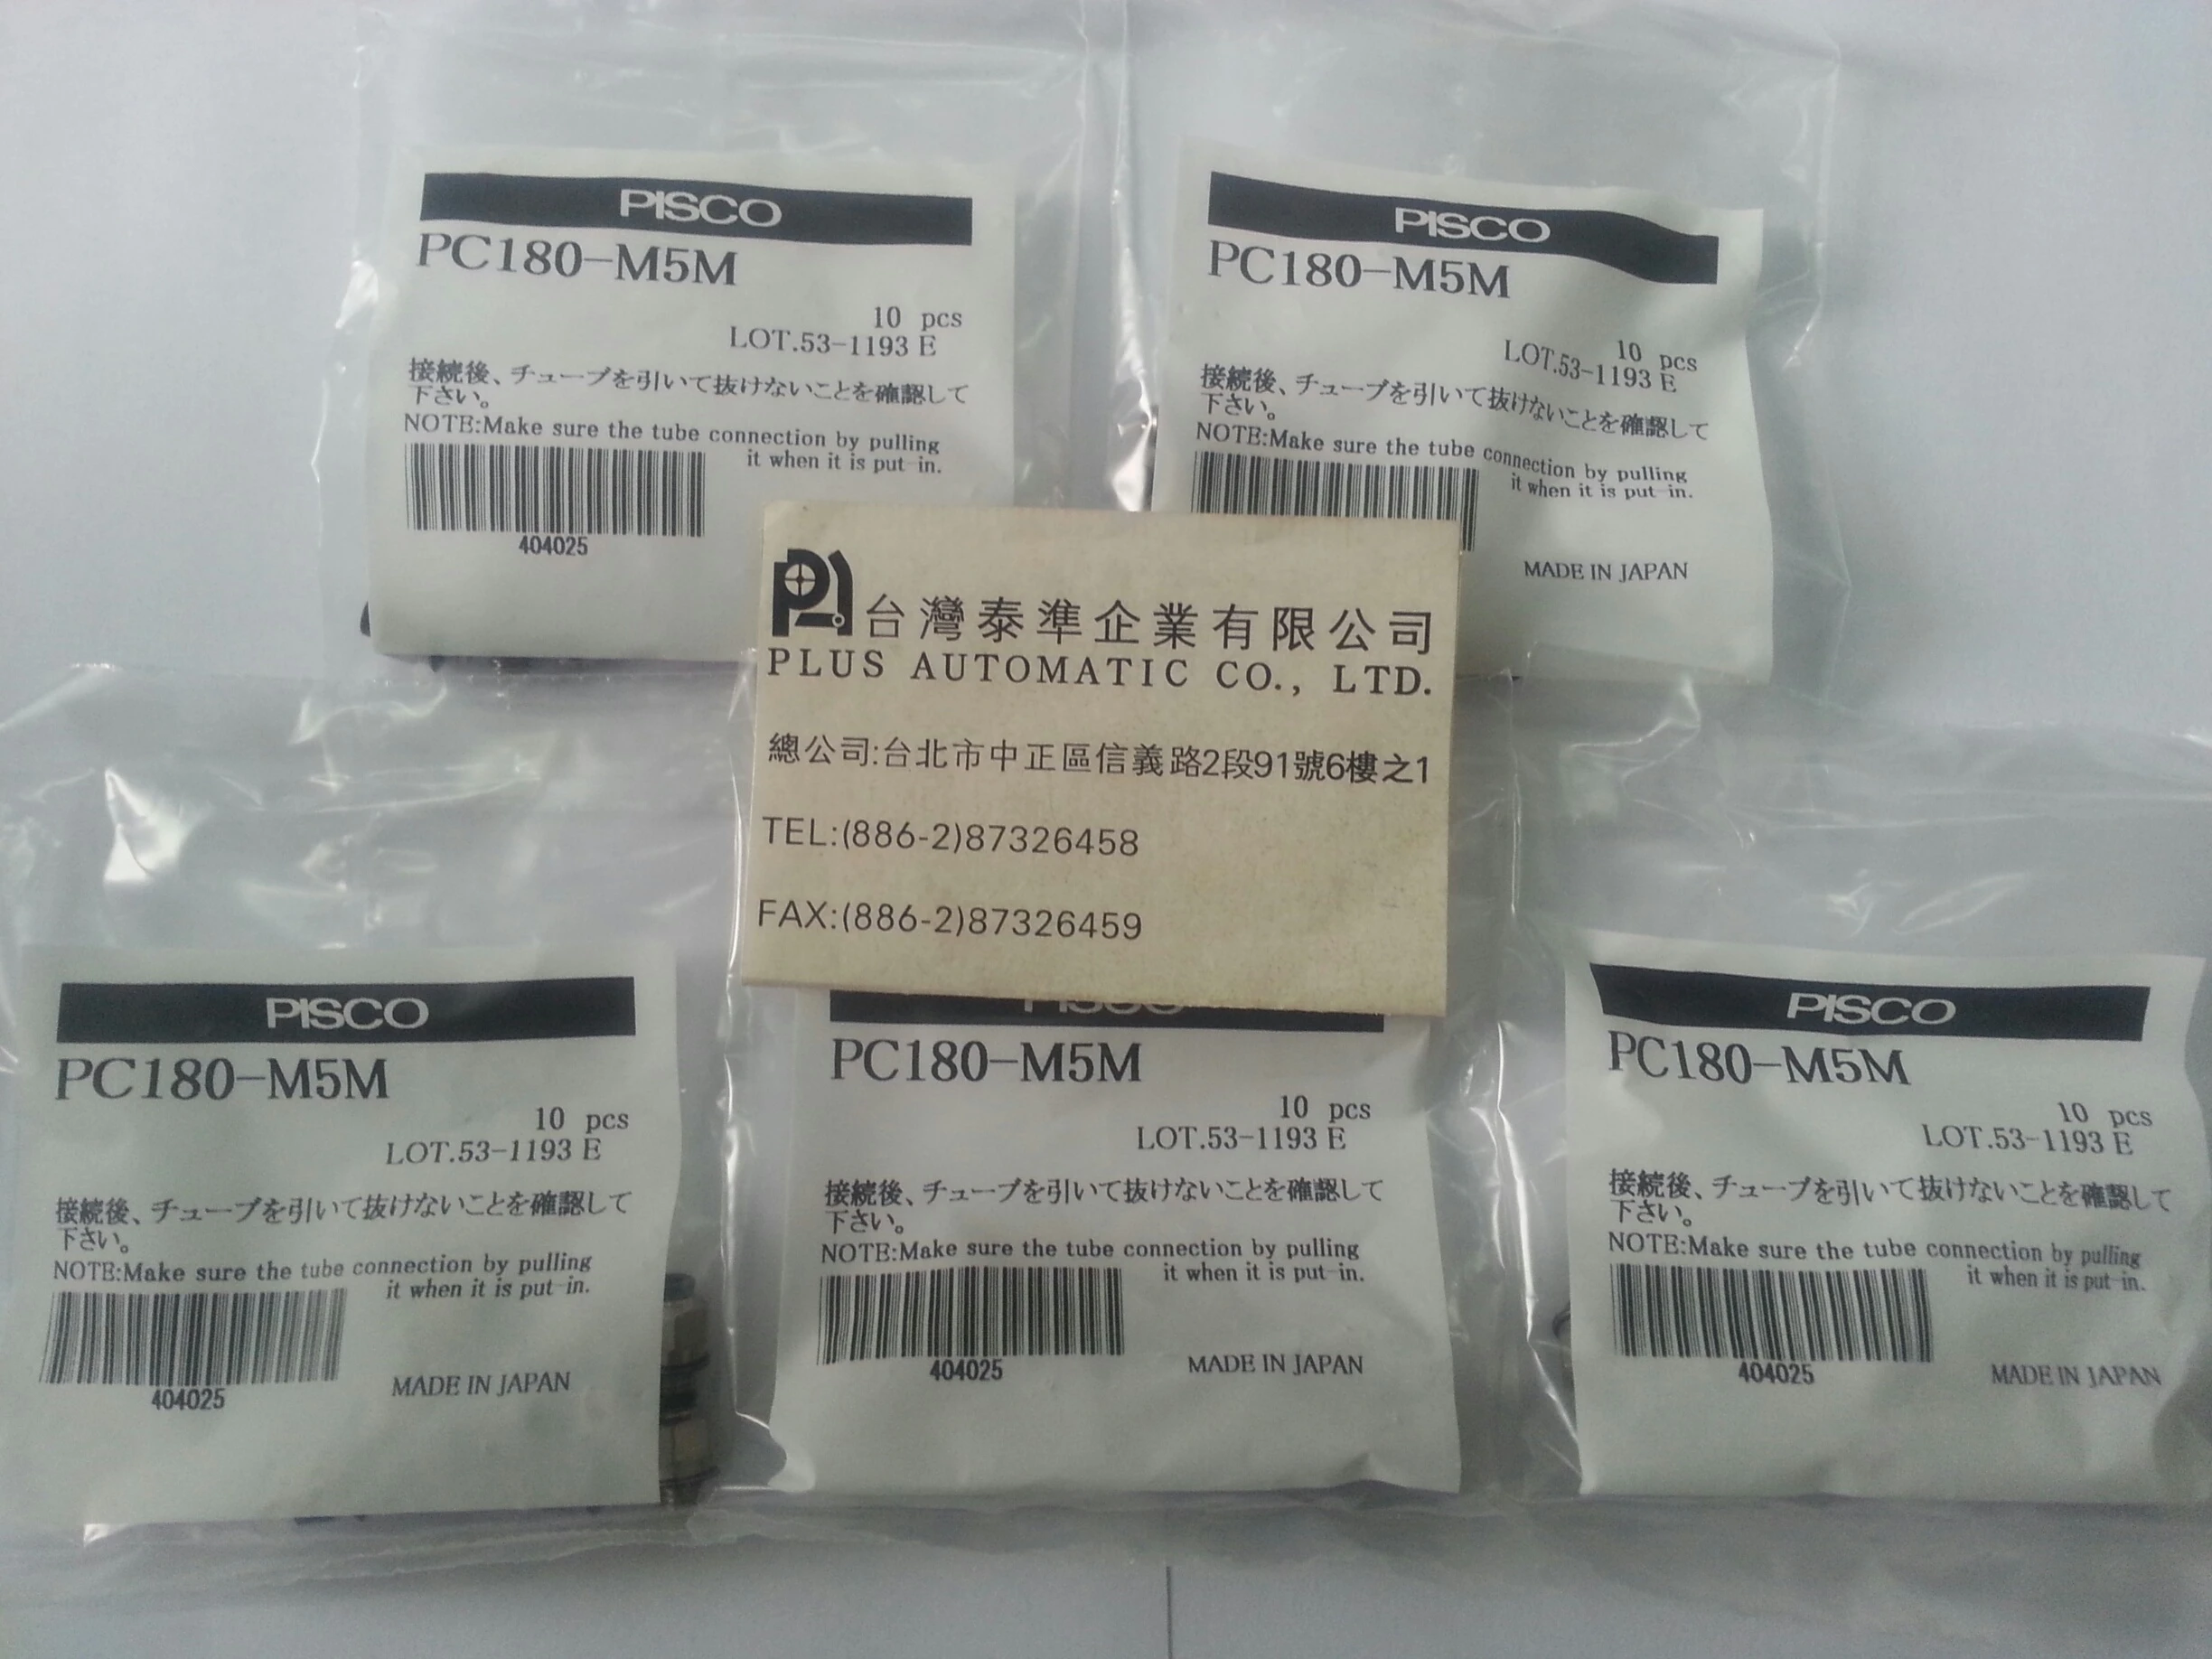 PISCO
PC180-M5M
10 pcs
LOT.53-1193 E
接続後、チューブを引いて抜けないことを確認して
下さい。
NOTE:Make sure the tube connection by pulling
it when it is put-in.
404025
PISCO
PC180-M5M
10 pcs
LOT.53-1193 E
接続後、チューブを引いて抜けないことを確認して
下さい。
NOTE:Make sure the tube connection by pulling
it when it is put-in.
MADE IN JAPAN
台灣泰準企業有限公司
PLUS AUTOMATIC CO., LTD.
總公司:台北市中正區信義路2段91號6樓之1
TEL:(886-2)87326458
FAX:(886-2)87326459
PISCO
PC180-M5M
10 pcs
LOT.53-1193 E
接続後、チューブを引いて抜けないことを確認して
下さい。
NOTE:Make sure the tube connection by pulling
it when it is put-in.
404025
MADE IN JAPAN
PISCO
PC180-M5M
10 pcs
LOT.53-1193 E
接続後、チューブを引いて抜けないことを確認して
下さい。
NOTE:Make sure the tube connection by pulling
it when it is put-in.
404025
MADE IN JAPAN
PISCO
PC180-M5M
10 pcs
LOT.53-1193 E
接続後、チューブを引いて抜けないことを確認して
下さい。
NOTE:Make sure the tube connection by pulling
it when it is put-in.
404025
MADE IN JAPAN